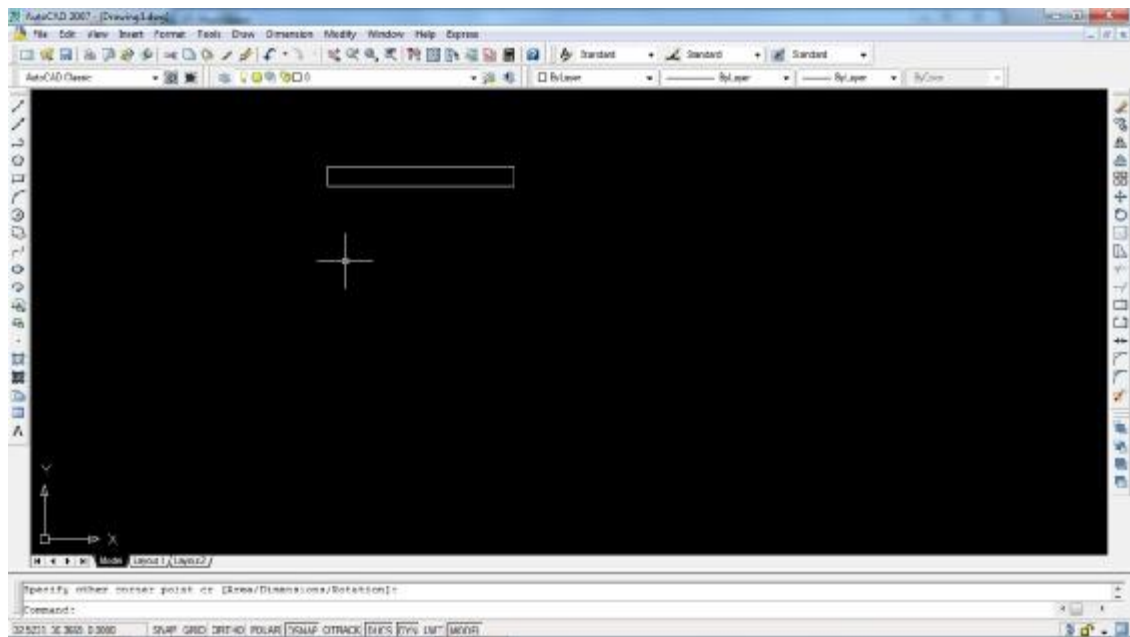 AutoCAD 2007 - [Drawing1.dwg]
File Edit View Insert Format Tools Draw Dimension Modify Window Help Express
Standard Standard Standard
AutoCAD Classic 0 ByLayer ByLayer ByLayer ByColor
Y
X
Model Layout1 Layout2
Specify other corner point or [Area/Dimensions/Rotation]:
Command:
SNAP GRID ORTHO POLAR OSNAP OTRACK DUCS DYN LWT MODEL